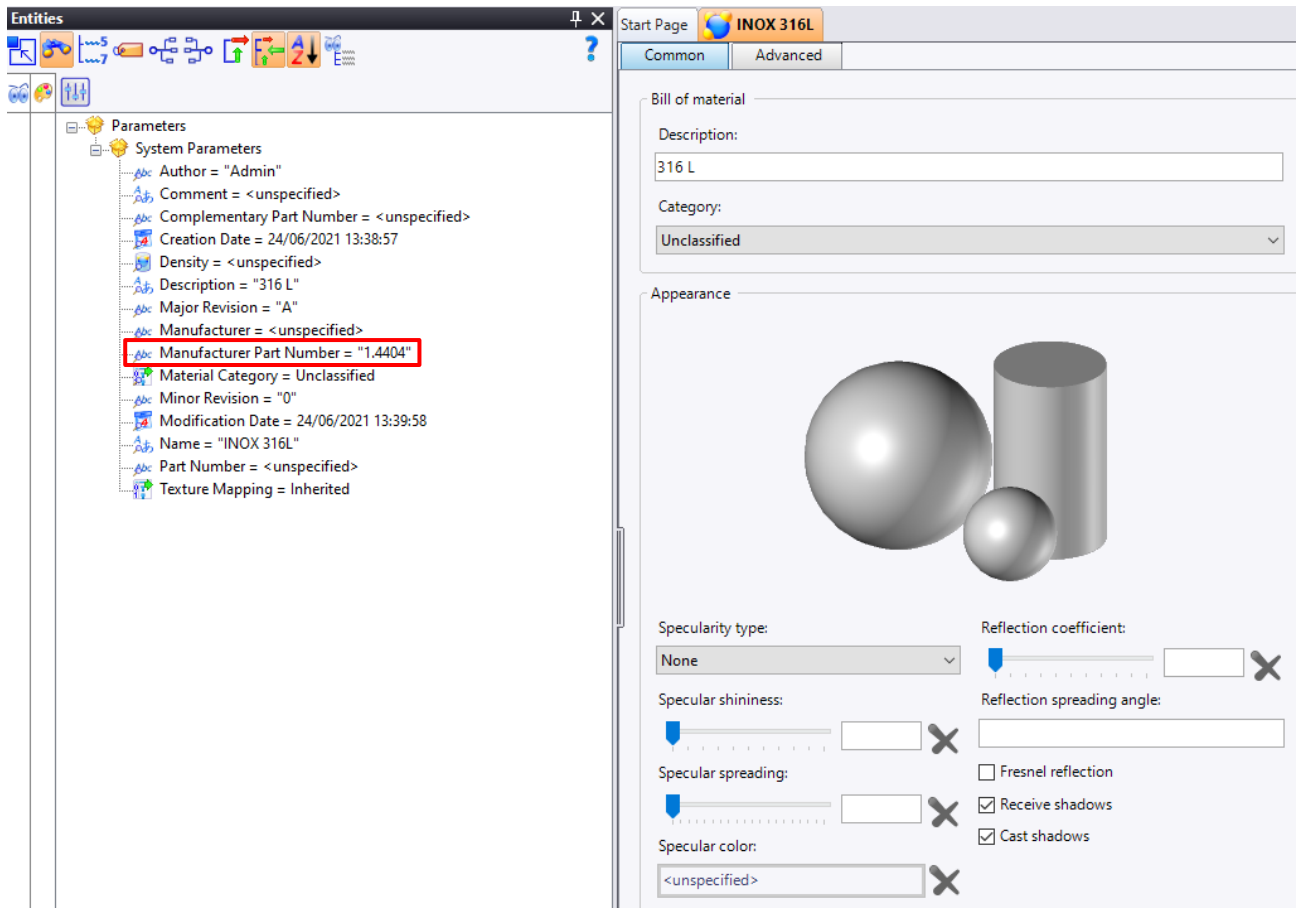 Entities
Parameters
System Parameters
Author = "Admin"
Comment = <unspecified>
Complementary Part Number = <unspecified>
Creation Date = 24/06/2021 13:38:57
Density = <unspecified>
Description = "316 L"
Major Revision = "A"
Manufacturer = <unspecified>
Manufacturer Part Number = "1.4404"
Material Category = Unclassified
Minor Revision = "0"
Modification Date = 24/06/2021 13:39:58
Name = "INOX 316L"
Part Number = <unspecified>
Texture Mapping = Inherited
Start Page INOX 316L
Common Advanced
Bill of material
Description:
316 L
Category:
Unclassified
Appearance
Specularity type:
None
Specular shininess:
Specular spreading:
Specular color:
<unspecified>
Reflection coefficient:
Reflection spreading angle:
Fresnel reflection
Receive shadows
Cast shadows